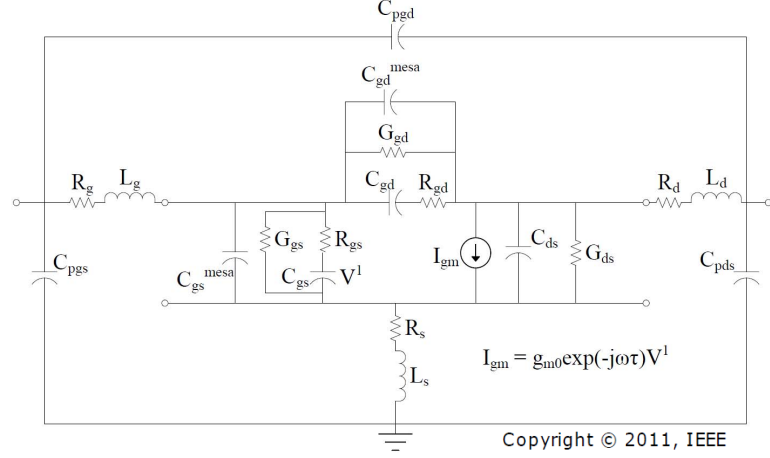 Cpgd
Cgd^mesa
Ggd
Rg
Lg
Cgd
Rgd
Rd
Ld
Cpgs
Cgs^mesa
Ggs
Rgs
Cgs
V¹
Igm
Cds
Gds
Cpds
Rs
Ls
Igm = gm0exp(-jωτ)V¹
Copyright © 2011, IEEE